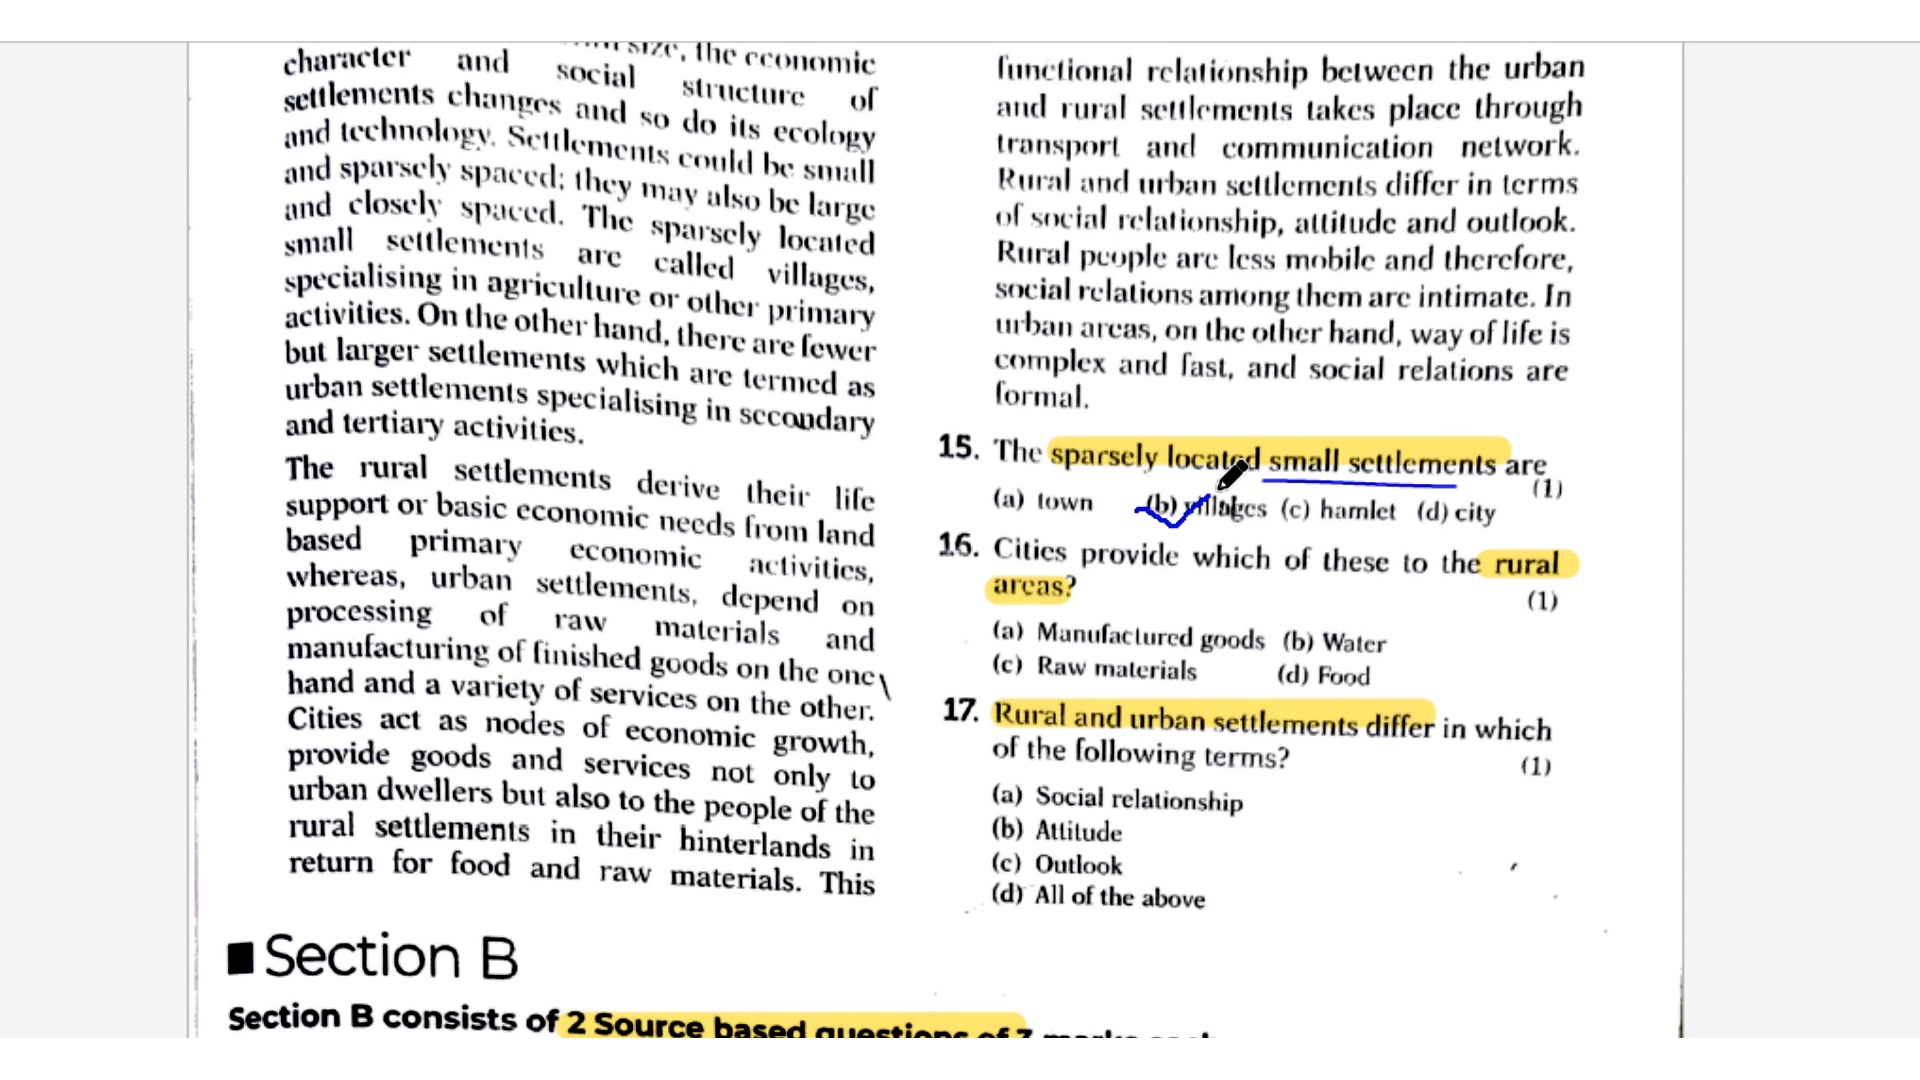 size, the economic
character and social structure of
settlements changes and so do its ecology
and technology. Settlements could be small
and sparsely spaced; they may also be large
and closely spaced. The sparsely located
small settlements are called villages,
specialising in agriculture or other primary
activities. On the other hand, there are fewer
but larger settlements which are termed as
urban settlements specialising in secondary
and tertiary activities.
The rural settlements derive their life
support or basic economic needs from land
based primary economic activities,
whereas, urban settlements, depend on
processing of raw materials and
manufacturing of finished goods on the one
hand and a variety of services on the other.
Cities act as nodes of economic growth,
provide goods and services not only to
urban dwellers but also to the people of the
rural settlements in their hinterlands in
return for food and raw materials. This
functional relationship between the urban
and rural settlements takes place through
transport and communication network.
Rural and urban settlements differ in terms
of social relationship, attitude and outlook.
Rural people are less mobile and therefore,
social relations among them are intimate. In
urban areas, on the other hand, way of life is
complex and fast, and social relations are
formal.
15. The sparsely located small settlements are
(1)
(a) town (b) villages (c) hamlet (d) city
16. Cities provide which of these to the rural
areas? (1)
(a) Manufactured goods (b) Water
(c) Raw materials (d) Food
17. Rural and urban settlements differ in which
of the following terms? (1)
(a) Social relationship
(b) Attitude
(c) Outlook
(d) All of the above
Section B
Section B consists of 2 Source based questions of 7 marks each